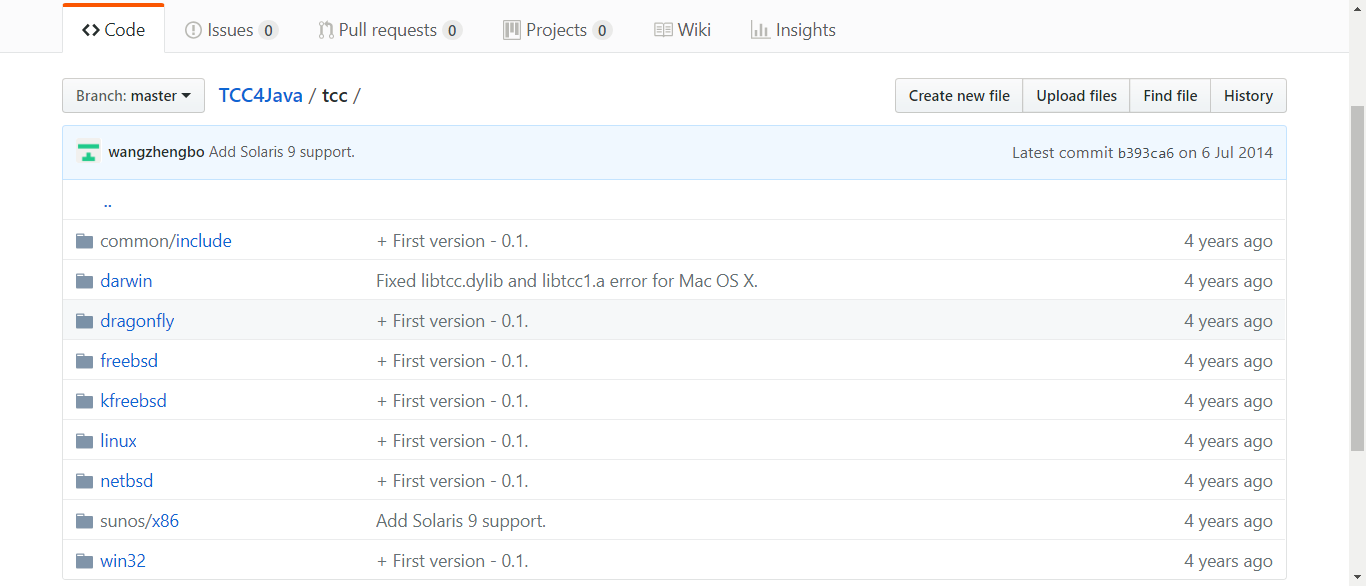 Code Issues 0 Pull requests 0 Projects 0 Wiki Insights
Branch: master TCC4Java / tcc / Create new file Upload files Find file History
wangzhengbo Add Solaris 9 support. Latest commit b393ca6 on 6 Jul 2014
..
common/include + First version - 0.1. 4 years ago
darwin Fixed libtcc.dylib and libtcc1.a error for Mac OS X. 4 years ago
dragonfly + First version - 0.1. 4 years ago
freebsd + First version - 0.1. 4 years ago
kfreebsd + First version - 0.1. 4 years ago
linux + First version - 0.1. 4 years ago
netbsd + First version - 0.1. 4 years ago
sunos/x86 Add Solaris 9 support. 4 years ago
win32 + First version - 0.1. 4 years ago